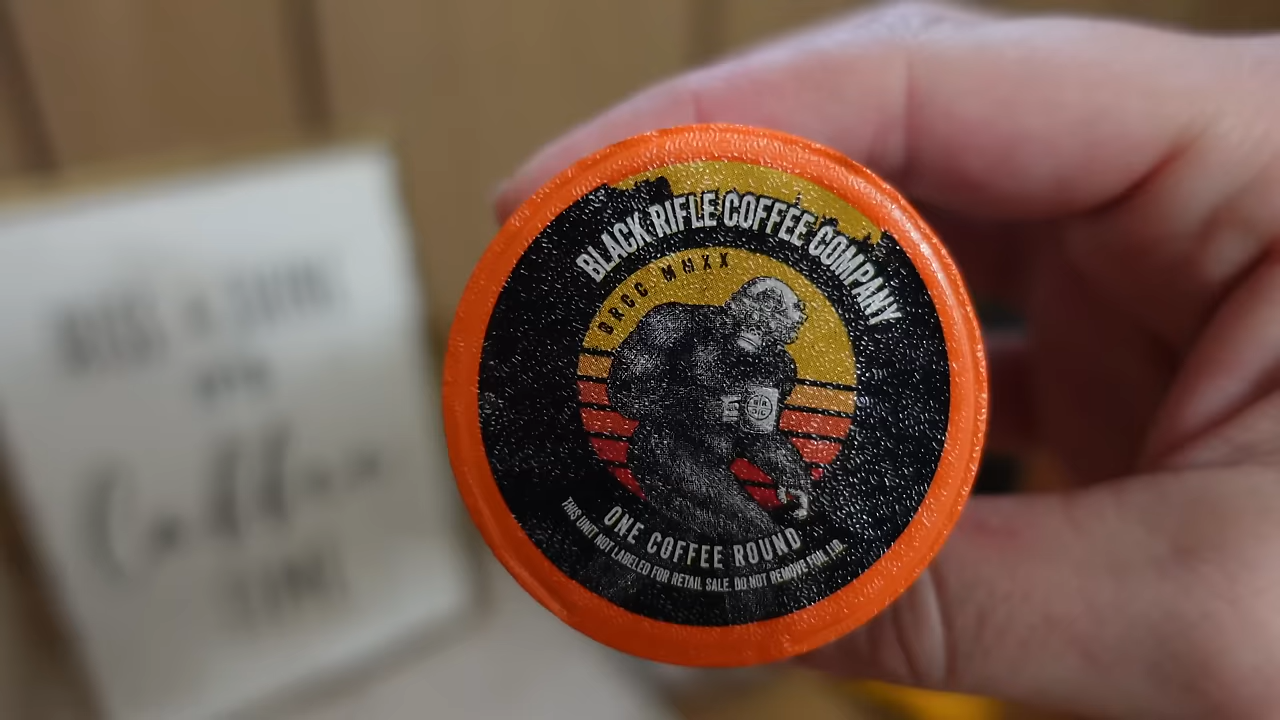 BLACK RIFLE COFFEE COMPANY
BRCC MMXX
ONE COFFEE ROUND
THIS UNIT NOT LABELED FOR RETAIL SALE. DO NOT REMOVE FOIL LID.
Coffee